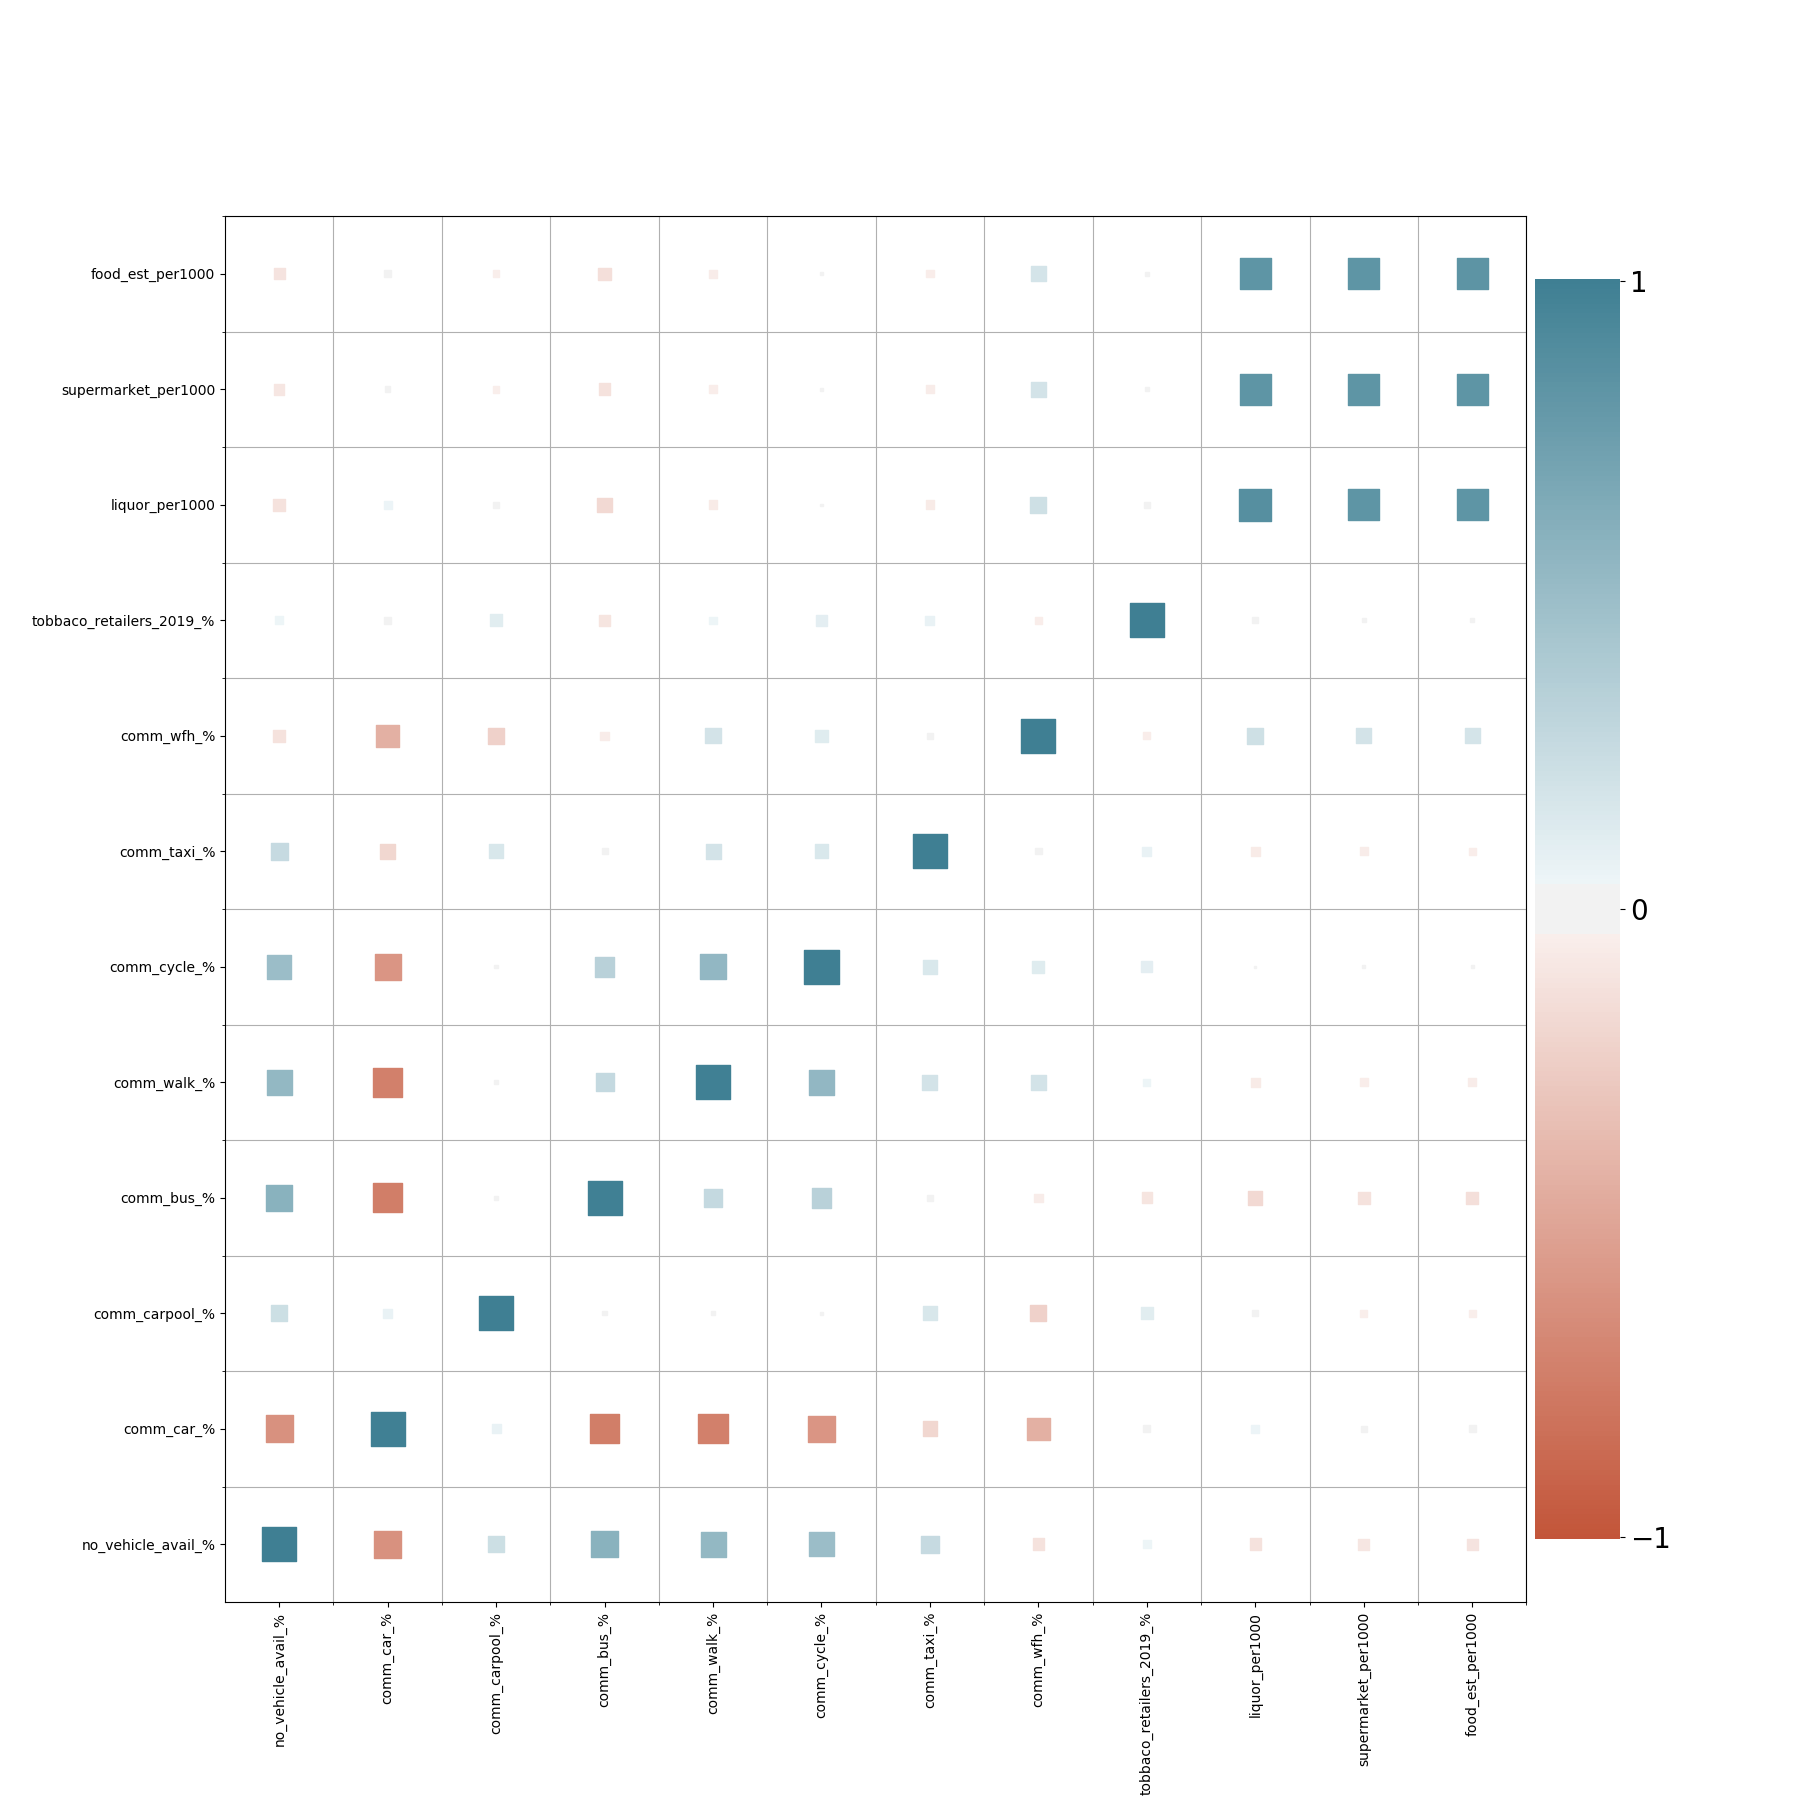 food_est_per1000
supermarket_per1000
liquor_per1000
tobbaco_retailers_2019_%
comm_wfh_%
comm_taxi_%
comm_cycle_%
comm_walk_%
comm_bus_%
comm_carpool_%
comm_car_%
no_vehicle_avail_%
no_vehicle_avail_%
comm_car_%
comm_carpool_%
comm_bus_%
comm_walk_%
comm_cycle_%
comm_taxi_%
comm_wfh_%
tobbaco_retailers_2019_%
liquor_per1000
supermarket_per1000
food_est_per1000
1
0
−1